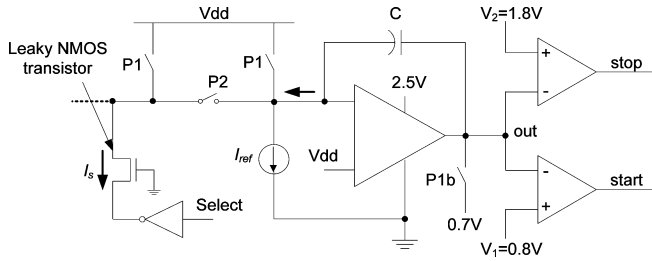 Vdd
C
V2=1.8V
Leaky NMOS
transistor
P1
P1
P2
2.5V
+
stop
-
out
Is
Iref
Vdd
P1b
-
start
+
Select
0.7V
V1=0.8V